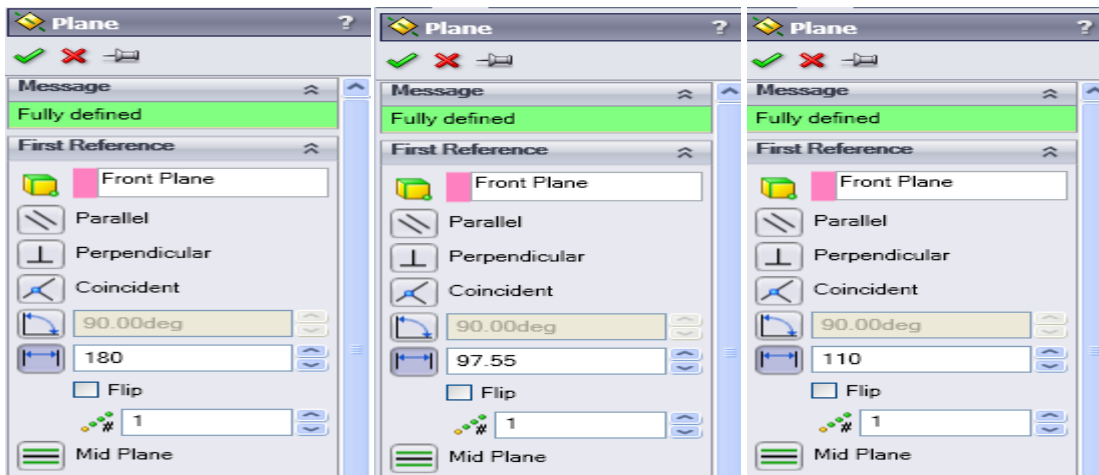 Plane ?
Message
Fully defined
First Reference
Front Plane
Parallel
Perpendicular
Coincident
90.00deg
180
Flip
# 1
Mid Plane
Plane ?
Message
Fully defined
First Reference
Front Plane
Parallel
Perpendicular
Coincident
90.00deg
97.55
Flip
# 1
Mid Plane
Plane ?
Message
Fully defined
First Reference
Front Plane
Parallel
Perpendicular
Coincident
90.00deg
110
Flip
# 1
Mid Plane